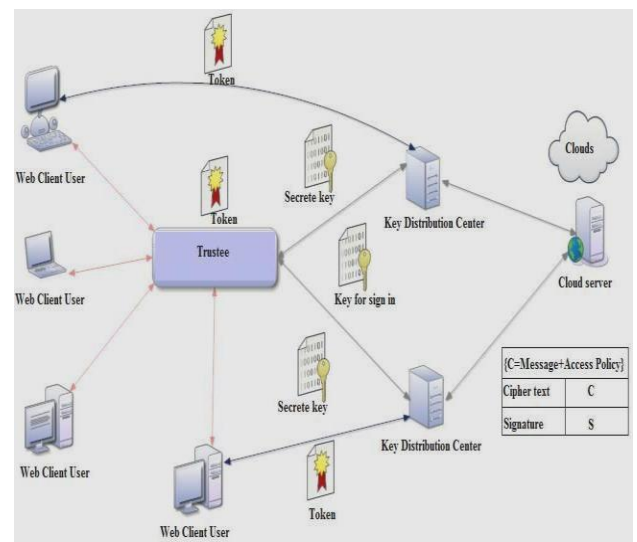 Token
Web Client User
Token
Secrete key
Key Distribution Center
Clouds
Trustee
Web Client User
Key for sign in
Cloud server
Secrete key
{C=Message+Access Policy}
Cipher text C
Signature S
Key Distribution Center
Web Client User
Token
Web Client User